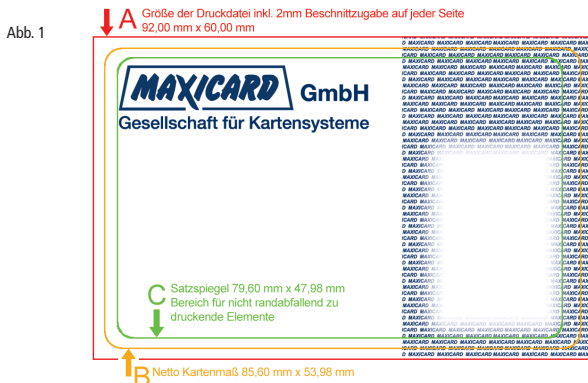 Abb. 1
A Größe der Druckdatei inkl. 2mm Beschnittzugabe auf jeder Seite
92,00 mm x 60,00 mm
MAXICARD GmbH
Gesellschaft für Kartensysteme
C Satzspiegel 79,60 mm x 47,98 mm
Bereich für nicht randabfallend zu
druckende Elemente
B Netto Kartenmaß 85,60 mm x 53,98 mm